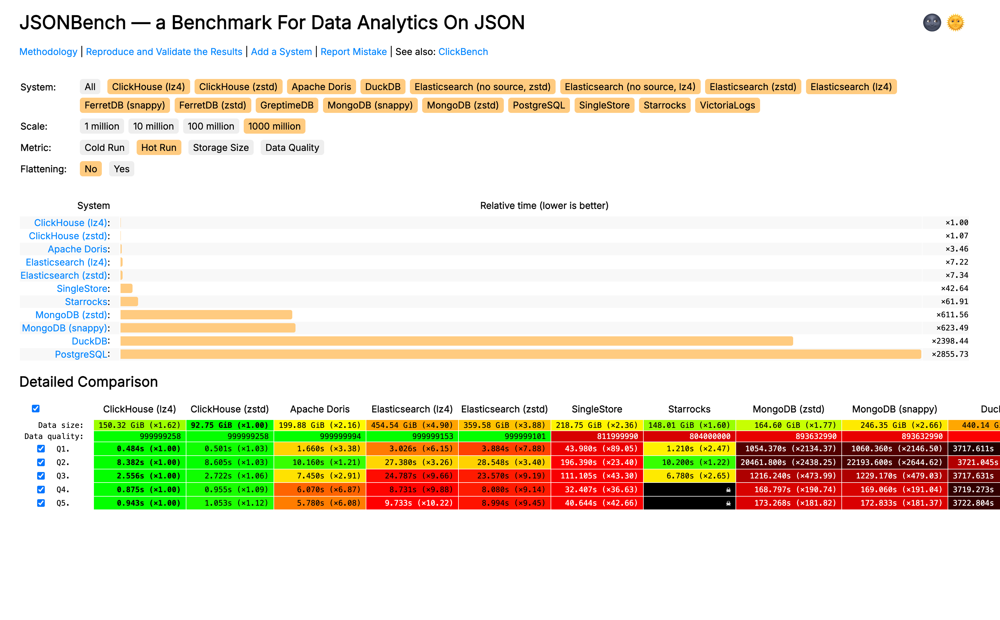 JSONBench — a Benchmark For Data Analytics On JSON
Methodology | Reproduce and Validate the Results | Add a System | Report Mistake | See also: ClickBench
System: All ClickHouse (lz4) ClickHouse (zstd) Apache Doris DuckDB Elasticsearch (no source, zstd) Elasticsearch (no source, lz4) Elasticsearch (zstd) Elasticsearch (lz4)
FerretDB (snappy) FerretDB (zstd) GreptimeDB MongoDB (snappy) MongoDB (zstd) PostgreSQL SingleStore Starrocks VictoriaLogs
Scale: 1 million 10 million 100 million 1000 million
Metric: Cold Run Hot Run Storage Size Data Quality
Flattening: No Yes
System Relative time (lower is better)
ClickHouse (lz4): ×1.00
ClickHouse (zstd): ×1.07
Apache Doris: ×3.46
Elasticsearch (lz4): ×7.22
Elasticsearch (zstd): ×7.34
SingleStore: ×42.64
Starrocks: ×61.91
MongoDB (zstd): ×611.56
MongoDB (snappy): ×623.49
DuckDB: ×2398.44
PostgreSQL: ×2855.73
Detailed Comparison
ClickHouse (lz4) ClickHouse (zstd) Apache Doris Elasticsearch (lz4) Elasticsearch (zstd) SingleStore Starrocks MongoDB (zstd) MongoDB (snappy)
Data size: 150.32 GiB (×1.62) 92.75 GiB (×1.00) 199.88 GiB (×2.16) 454.54 GiB (×4.90) 359.58 GiB (×3.88) 218.75 GiB (×2.36) 148.01 GiB (×1.60) 164.60 GiB (×1.77) 246.35 GiB (×2.66) 440.14
Data quality: 999999258 999999258 999999994 999999153 999999101 811999990 804000000 893632990 893632990
Q1. 0.484s (×1.00) 0.501s (×1.03) 1.660s (×3.38) 3.026s (×6.15) 3.884s (×7.88) 43.980s (×89.05) 1.210s (×2.47) 1054.370s (×2134.37) 1060.360s (×2146.50) 3717.611s
Q2. 8.382s (×1.00) 8.605s (×1.03) 10.160s (×1.21) 27.380s (×3.26) 28.548s (×3.40) 196.390s (×23.40) 10.200s (×1.22) 20461.800s (×2438.25) 22193.600s (×2644.62) 3721.045s
Q3. 2.556s (×1.00) 2.722s (×1.06) 7.450s (×2.91) 24.787s (×9.66) 23.570s (×9.19) 111.105s (×43.30) 6.780s (×2.65) 1216.240s (×473.99) 1229.170s (×479.03) 3717.631s
Q4. 0.875s (×1.00) 0.955s (×1.09) 6.070s (×6.87) 8.731s (×9.88) 8.080s (×9.14) 32.407s (×36.63) ☠ 168.797s (×190.74) 169.060s (×191.04) 3719.273s
Q5. 0.943s (×1.00) 1.053s (×1.12) 5.780s (×6.08) 9.733s (×10.22) 8.994s (×9.45) 40.644s (×42.66) ☠ 173.268s (×181.82) 172.833s (×181.37) 3722.804s